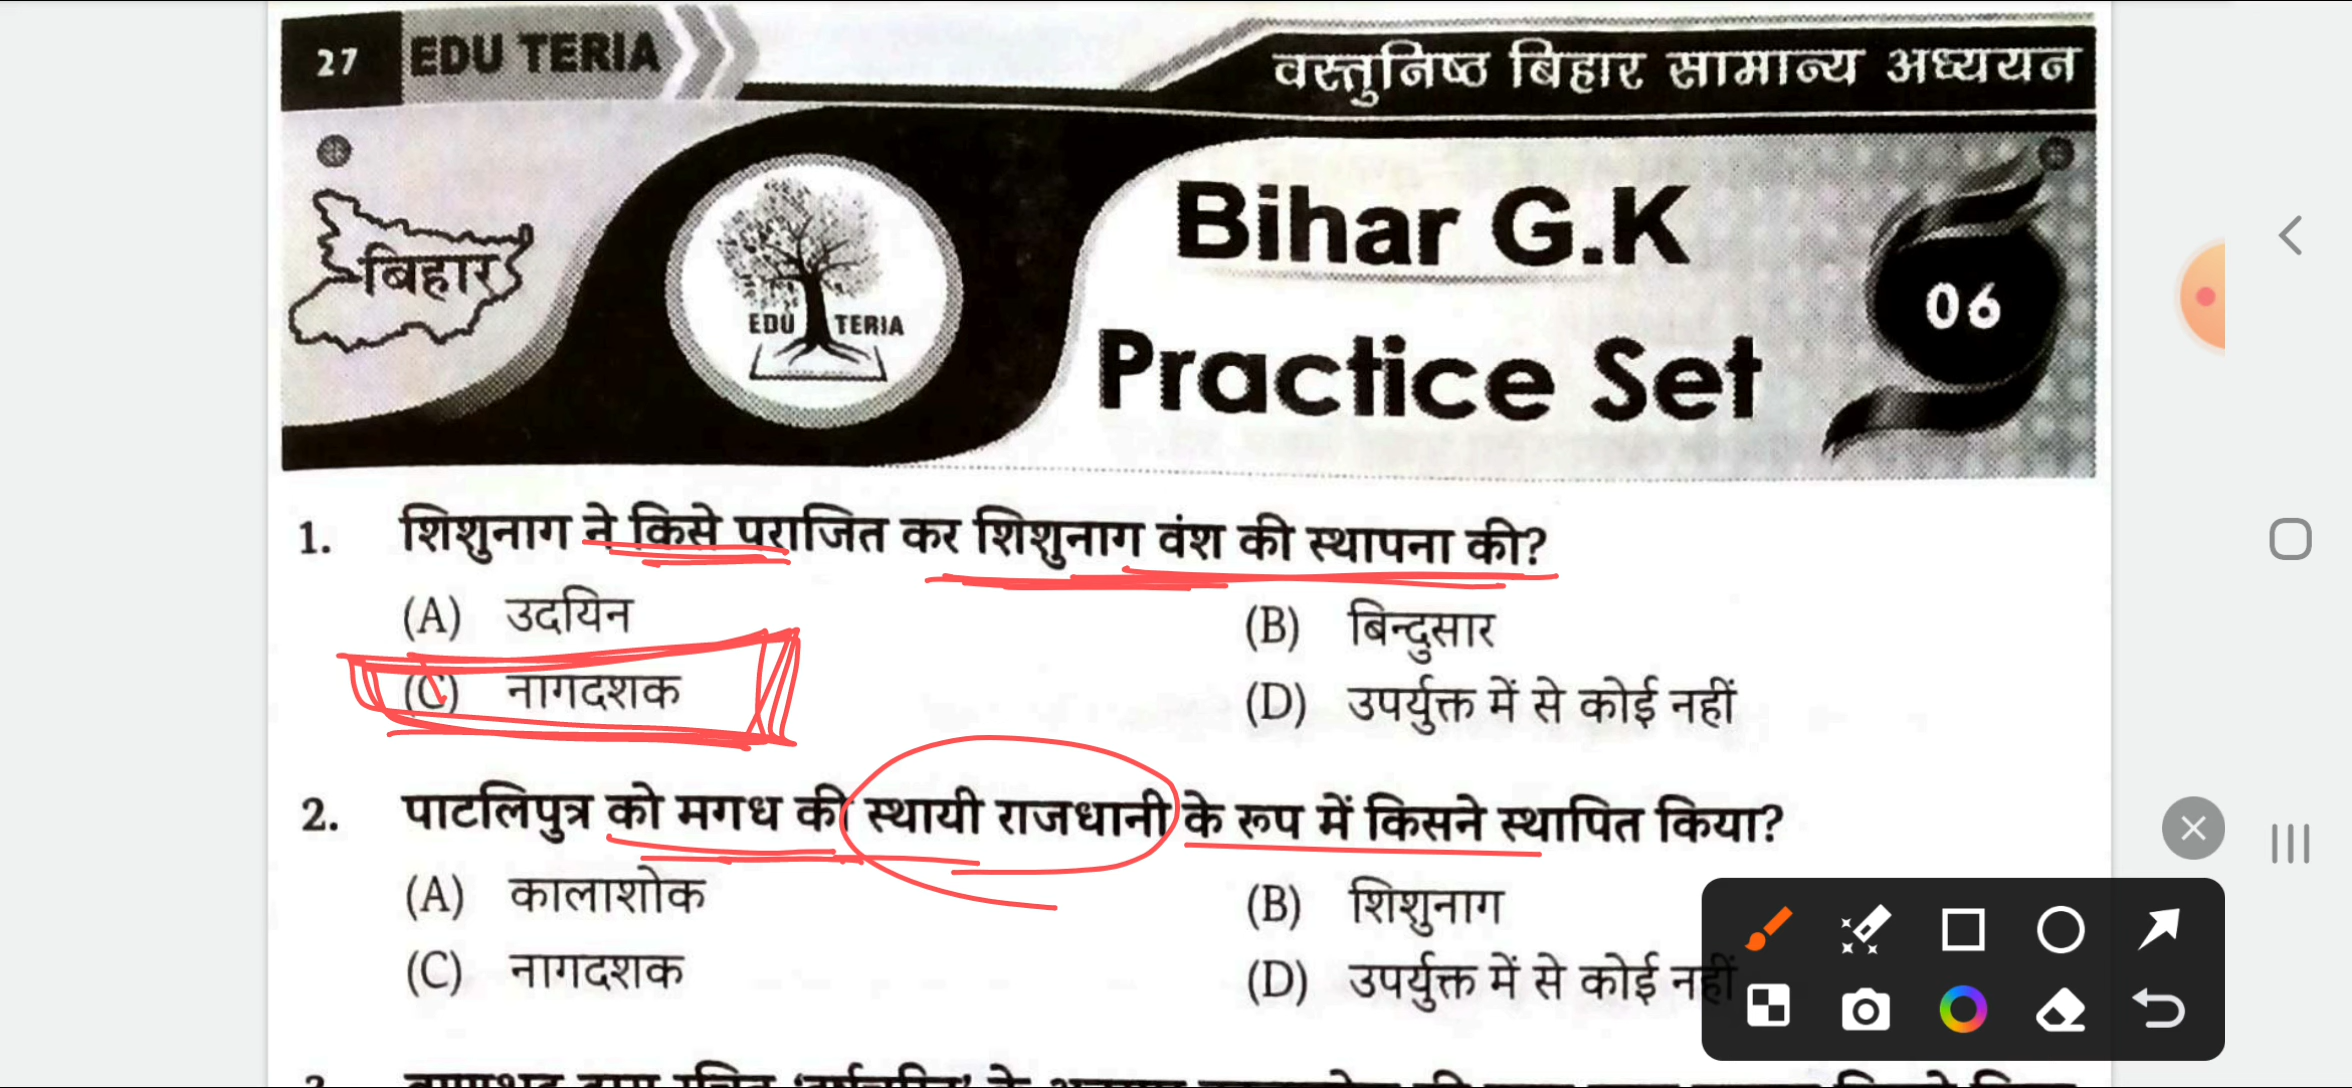 27 EDU TERIA
वस्तुनिष्ठ बिहार सामान्य अध्ययन
बिहार
EDU TERIA
Bihar G.K
Practice Set
06
1. शिशुनाग ने किसे पराजित कर शिशुनाग वंश की स्थापना की?
(A) उदयिन
(B) बिन्दुसार
(C) नागदशक
(D) उपर्युक्त में से कोई नहीं
2. पाटलिपुत्र को मगध की स्थायी राजधानी के रूप में किसने स्थापित किया?
(A) कालाशोक
(B) शिशुनाग
(C) नागदशक
(D) उपर्युक्त में से कोई नहीं